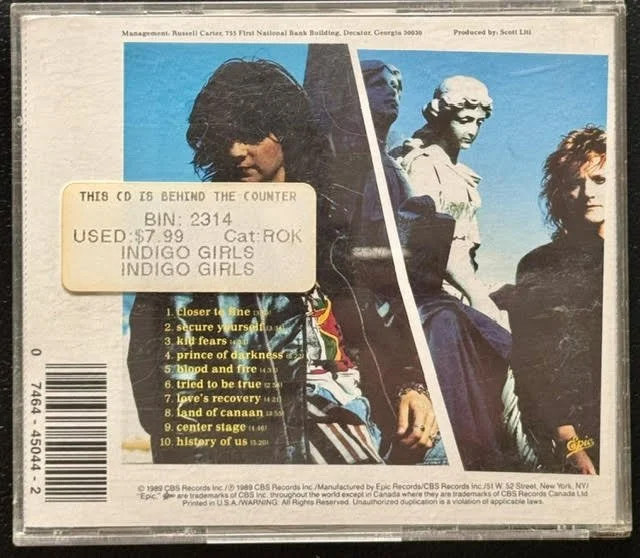 Management, Russell Carter, 755 First National Bank Building, Decatur, Georgia 30030 Produced by: Scott Litt
THIS CD IS BEHIND THE COUNTER
BIN: 2314
USED:$7.99 Cat:ROK
INDIGO GIRLS
INDIGO GIRLS
1. closer to fine
2. secure yourself
3. kid fears
4. prince of darkness
5. blood and fire
6. tried to be true
7. love's recovery (4:21)
8. land of canaan
9. center stage (4:46)
10. history of us (5:20)
Epic
0 7464-45044-2
© 1989 CBS Records Inc./℗ 1989 CBS Records Inc./Manufactured by Epic Records/CBS Records Inc./51 W. 52 Street, New York, NY/
"Epic," are trademarks of CBS Inc. throughout the world except in Canada where they are trademarks of CBS Records Canada Ltd.
Printed in U.S.A./WARNING: All Rights Reserved. Unauthorized duplication is a violation of applicable laws.